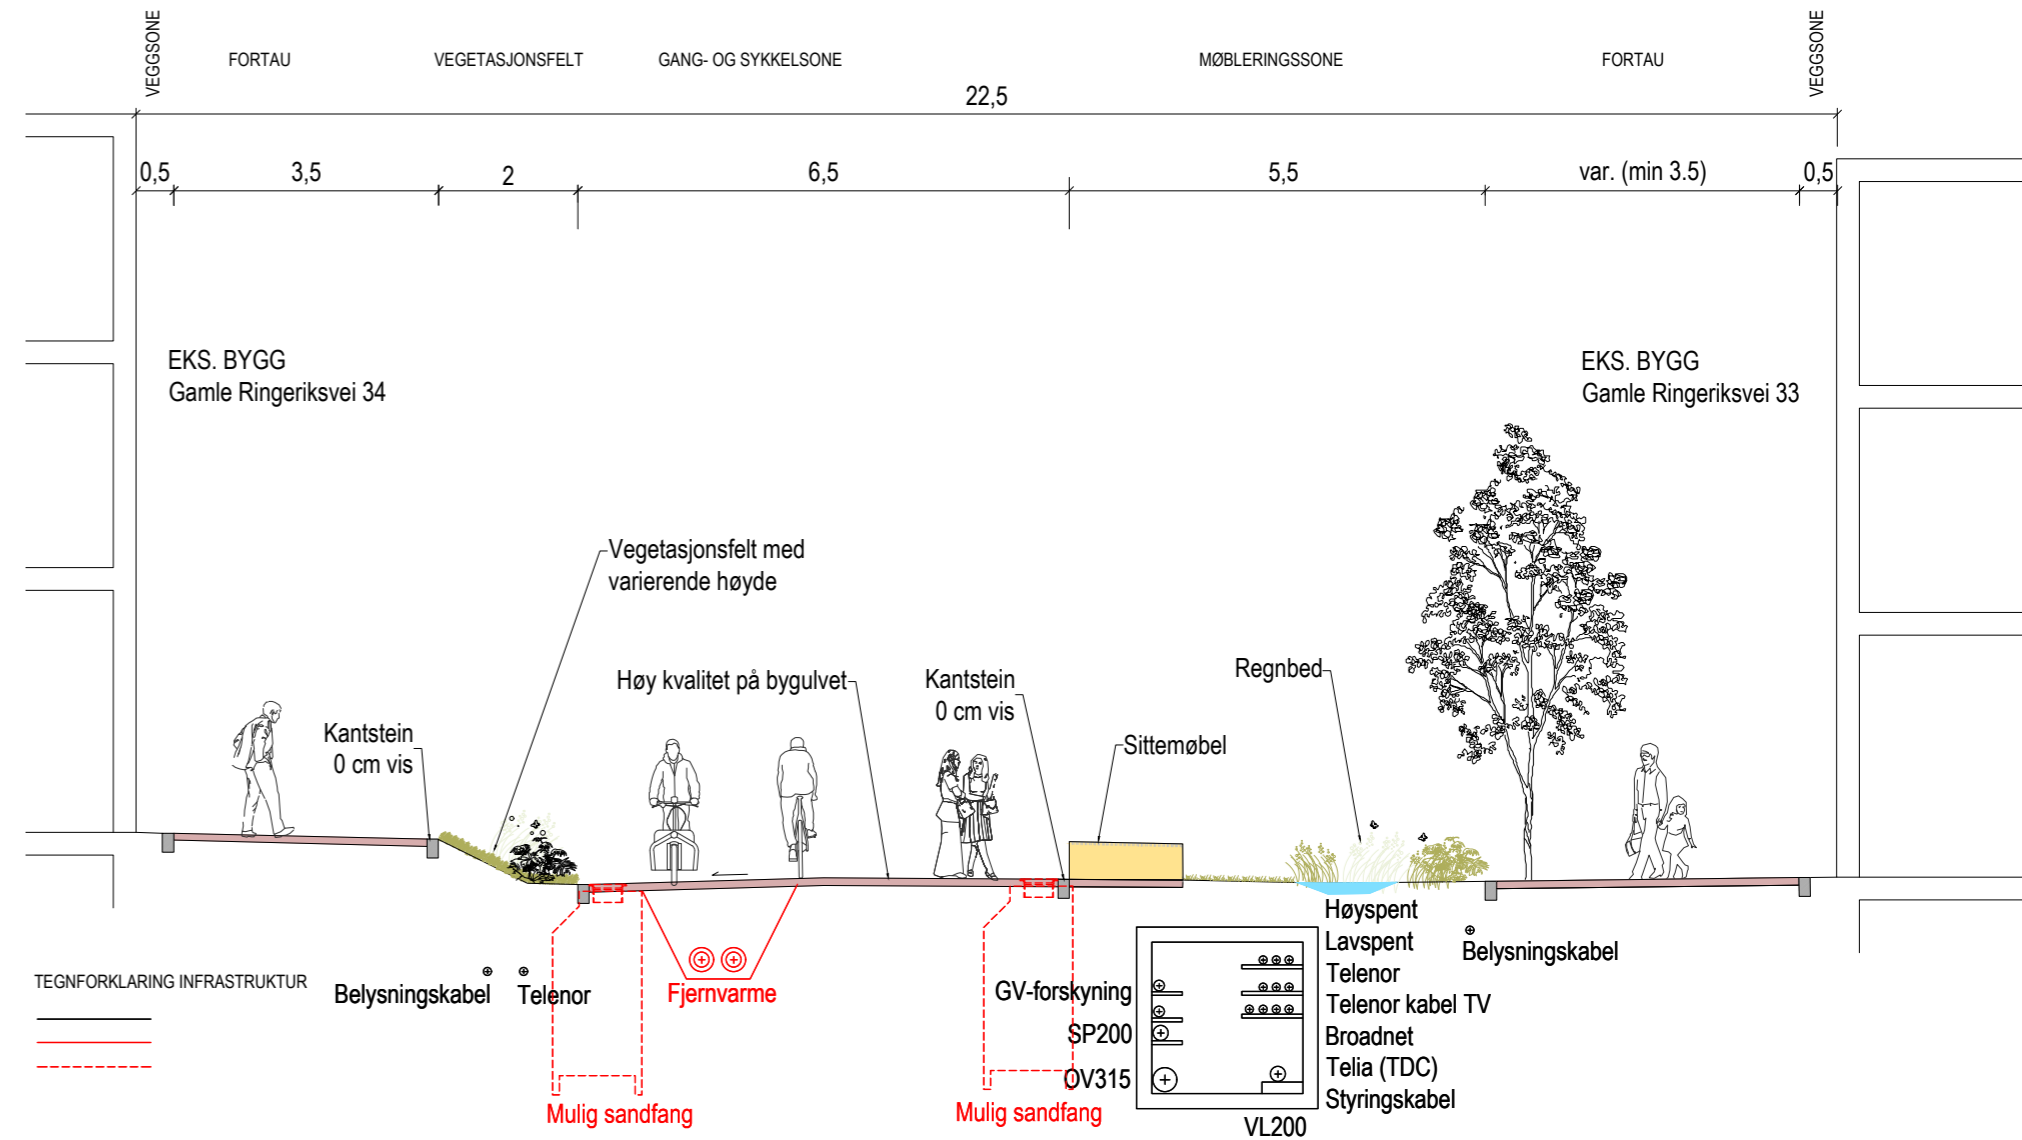 VEGGSONE
FORTAU
VEGETASJONSFELT
GANG- OG SYKKELSONE
MØBLERINGSSONE
FORTAU
VEGGSONE
22,5
0,5
3,5
2
6,5
5,5
var. (min 3.5)
0,5
EKS. BYGG
Gamle Ringeriksvei 34
EKS. BYGG
Gamle Ringeriksvei 33
Vegetasjonsfelt med
varierende høyde
Høy kvalitet på bygulvet
Kantstein
0 cm vis
Regnbed
Kantstein
0 cm vis
Sittemøbel
TEGNFORKLARING INFRASTRUKTUR
Belysningskabel
Telenor
Fjernvarme
Mulig sandfang
Mulig sandfang
GV-forskyning
SP200
OV315
VL200
Høyspent
Lavspent
Telenor
Telenor kabel TV
Broadnet
Telia (TDC)
Styringskabel
Belysningskabel